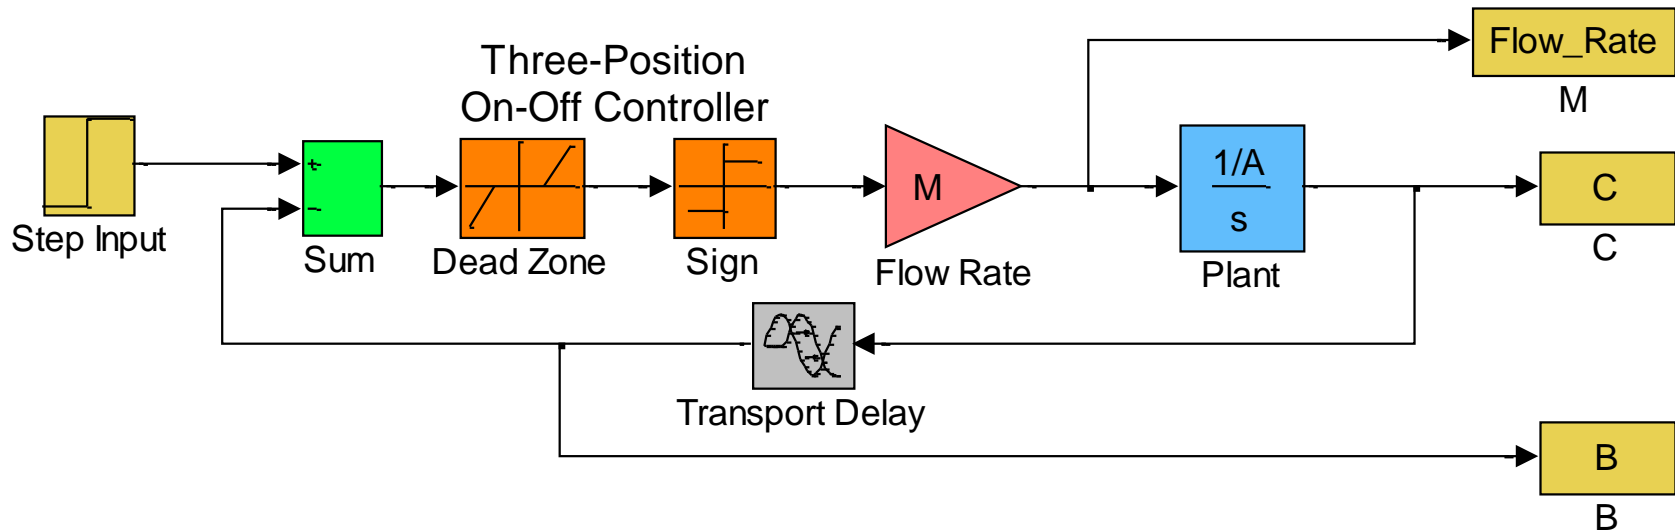 Flow_Rate
M
Three-Position
On-Off Controller
+
−
Step Input
Sum
Dead Zone
Sign
M
Flow Rate
1/A
s
Plant
C
C
Transport Delay
B
B